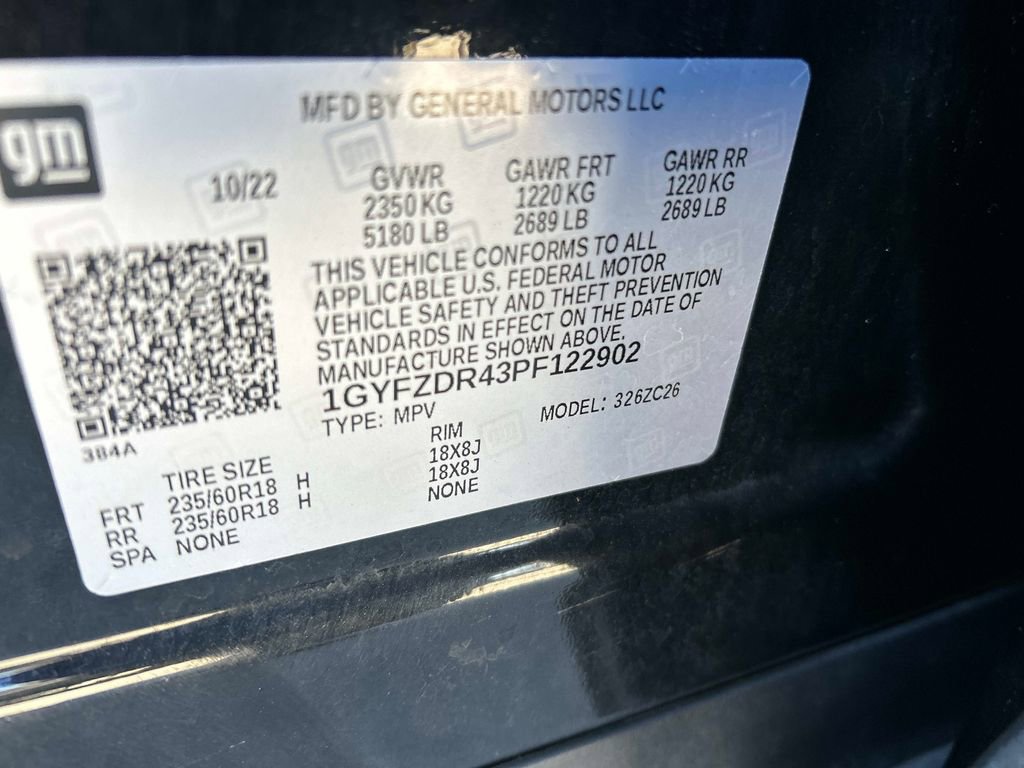 MFD BY GENERAL MOTORS LLC
gm
10/22
GVWR
2350 KG
5180 LB
GAWR FRT
1220 KG
2689 LB
GAWR RR
1220 KG
2689 LB
THIS VEHICLE CONFORMS TO ALL
APPLICABLE U.S. FEDERAL MOTOR
VEHICLE SAFETY AND THEFT PREVENTION
STANDARDS IN EFFECT ON THE DATE OF
MANUFACTURE SHOWN ABOVE.
1GYFZDR43PF122902
TYPE: MPV MODEL: 326ZC26
384A
TIRE SIZE RIM
FRT 235/60R18 H 18X8J
RR 235/60R18 H 18X8J
SPA NONE NONE